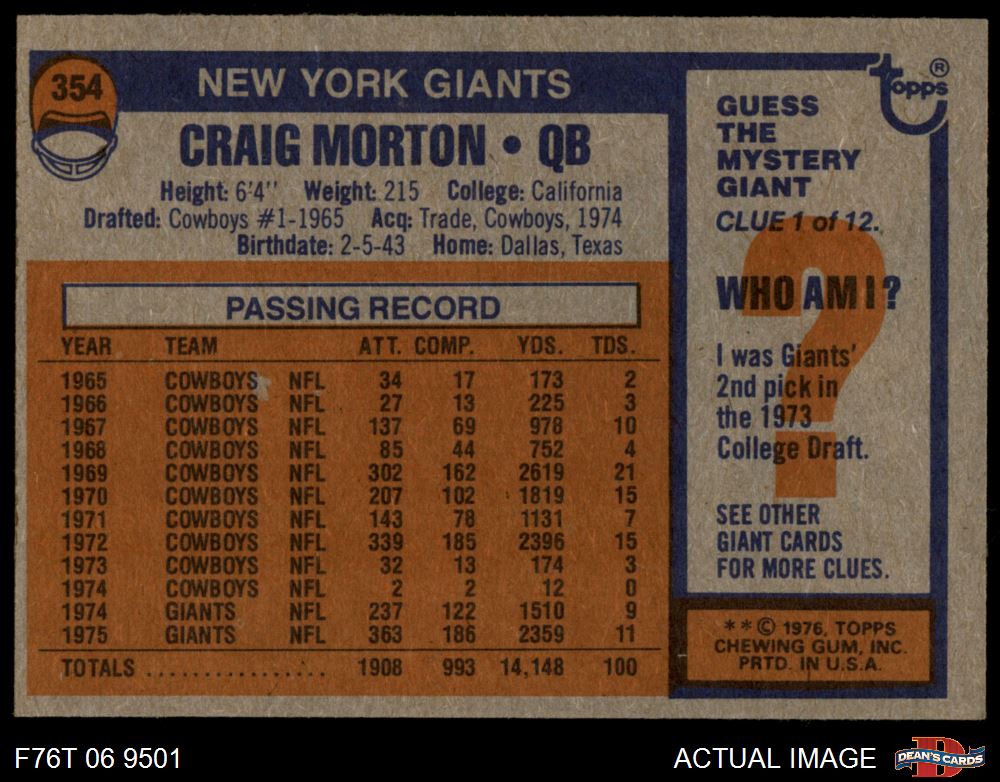 354
NEW YORK GIANTS
CRAIG MORTON • QB
Height: 6'4'' Weight: 215 College: California
Drafted: Cowboys #1-1965 Acq: Trade, Cowboys, 1974
Birthdate: 2-5-43 Home: Dallas, Texas
PASSING RECORD
YEAR TEAM ATT. COMP. YDS. TDS.
1965 COWBOYS NFL 34 17 173 2
1966 COWBOYS NFL 27 13 225 3
1967 COWBOYS NFL 137 69 978 10
1968 COWBOYS NFL 85 44 752 4
1969 COWBOYS NFL 302 162 2619 21
1970 COWBOYS NFL 207 102 1819 15
1971 COWBOYS NFL 143 78 1131 7
1972 COWBOYS NFL 339 185 2396 15
1973 COWBOYS NFL 32 13 174 3
1974 COWBOYS NFL 2 2 12 0
1974 GIANTS NFL 237 122 1510 9
1975 GIANTS NFL 363 186 2359 11
TOTALS ................ 1908 993 14,148 100
Topps ®
GUESS
THE
MYSTERY
GIANT
CLUE 1 of 12.
?
WHO AM I?
I was Giants'
2nd pick in
the 1973
College Draft.
SEE OTHER
GIANT CARDS
FOR MORE CLUES.
* * © 1976, TOPPS
CHEWING GUM, INC.
PRTD. IN U.S.A.
F76T 06 9501
ACTUAL IMAGE
D
DEAN'S CARDS